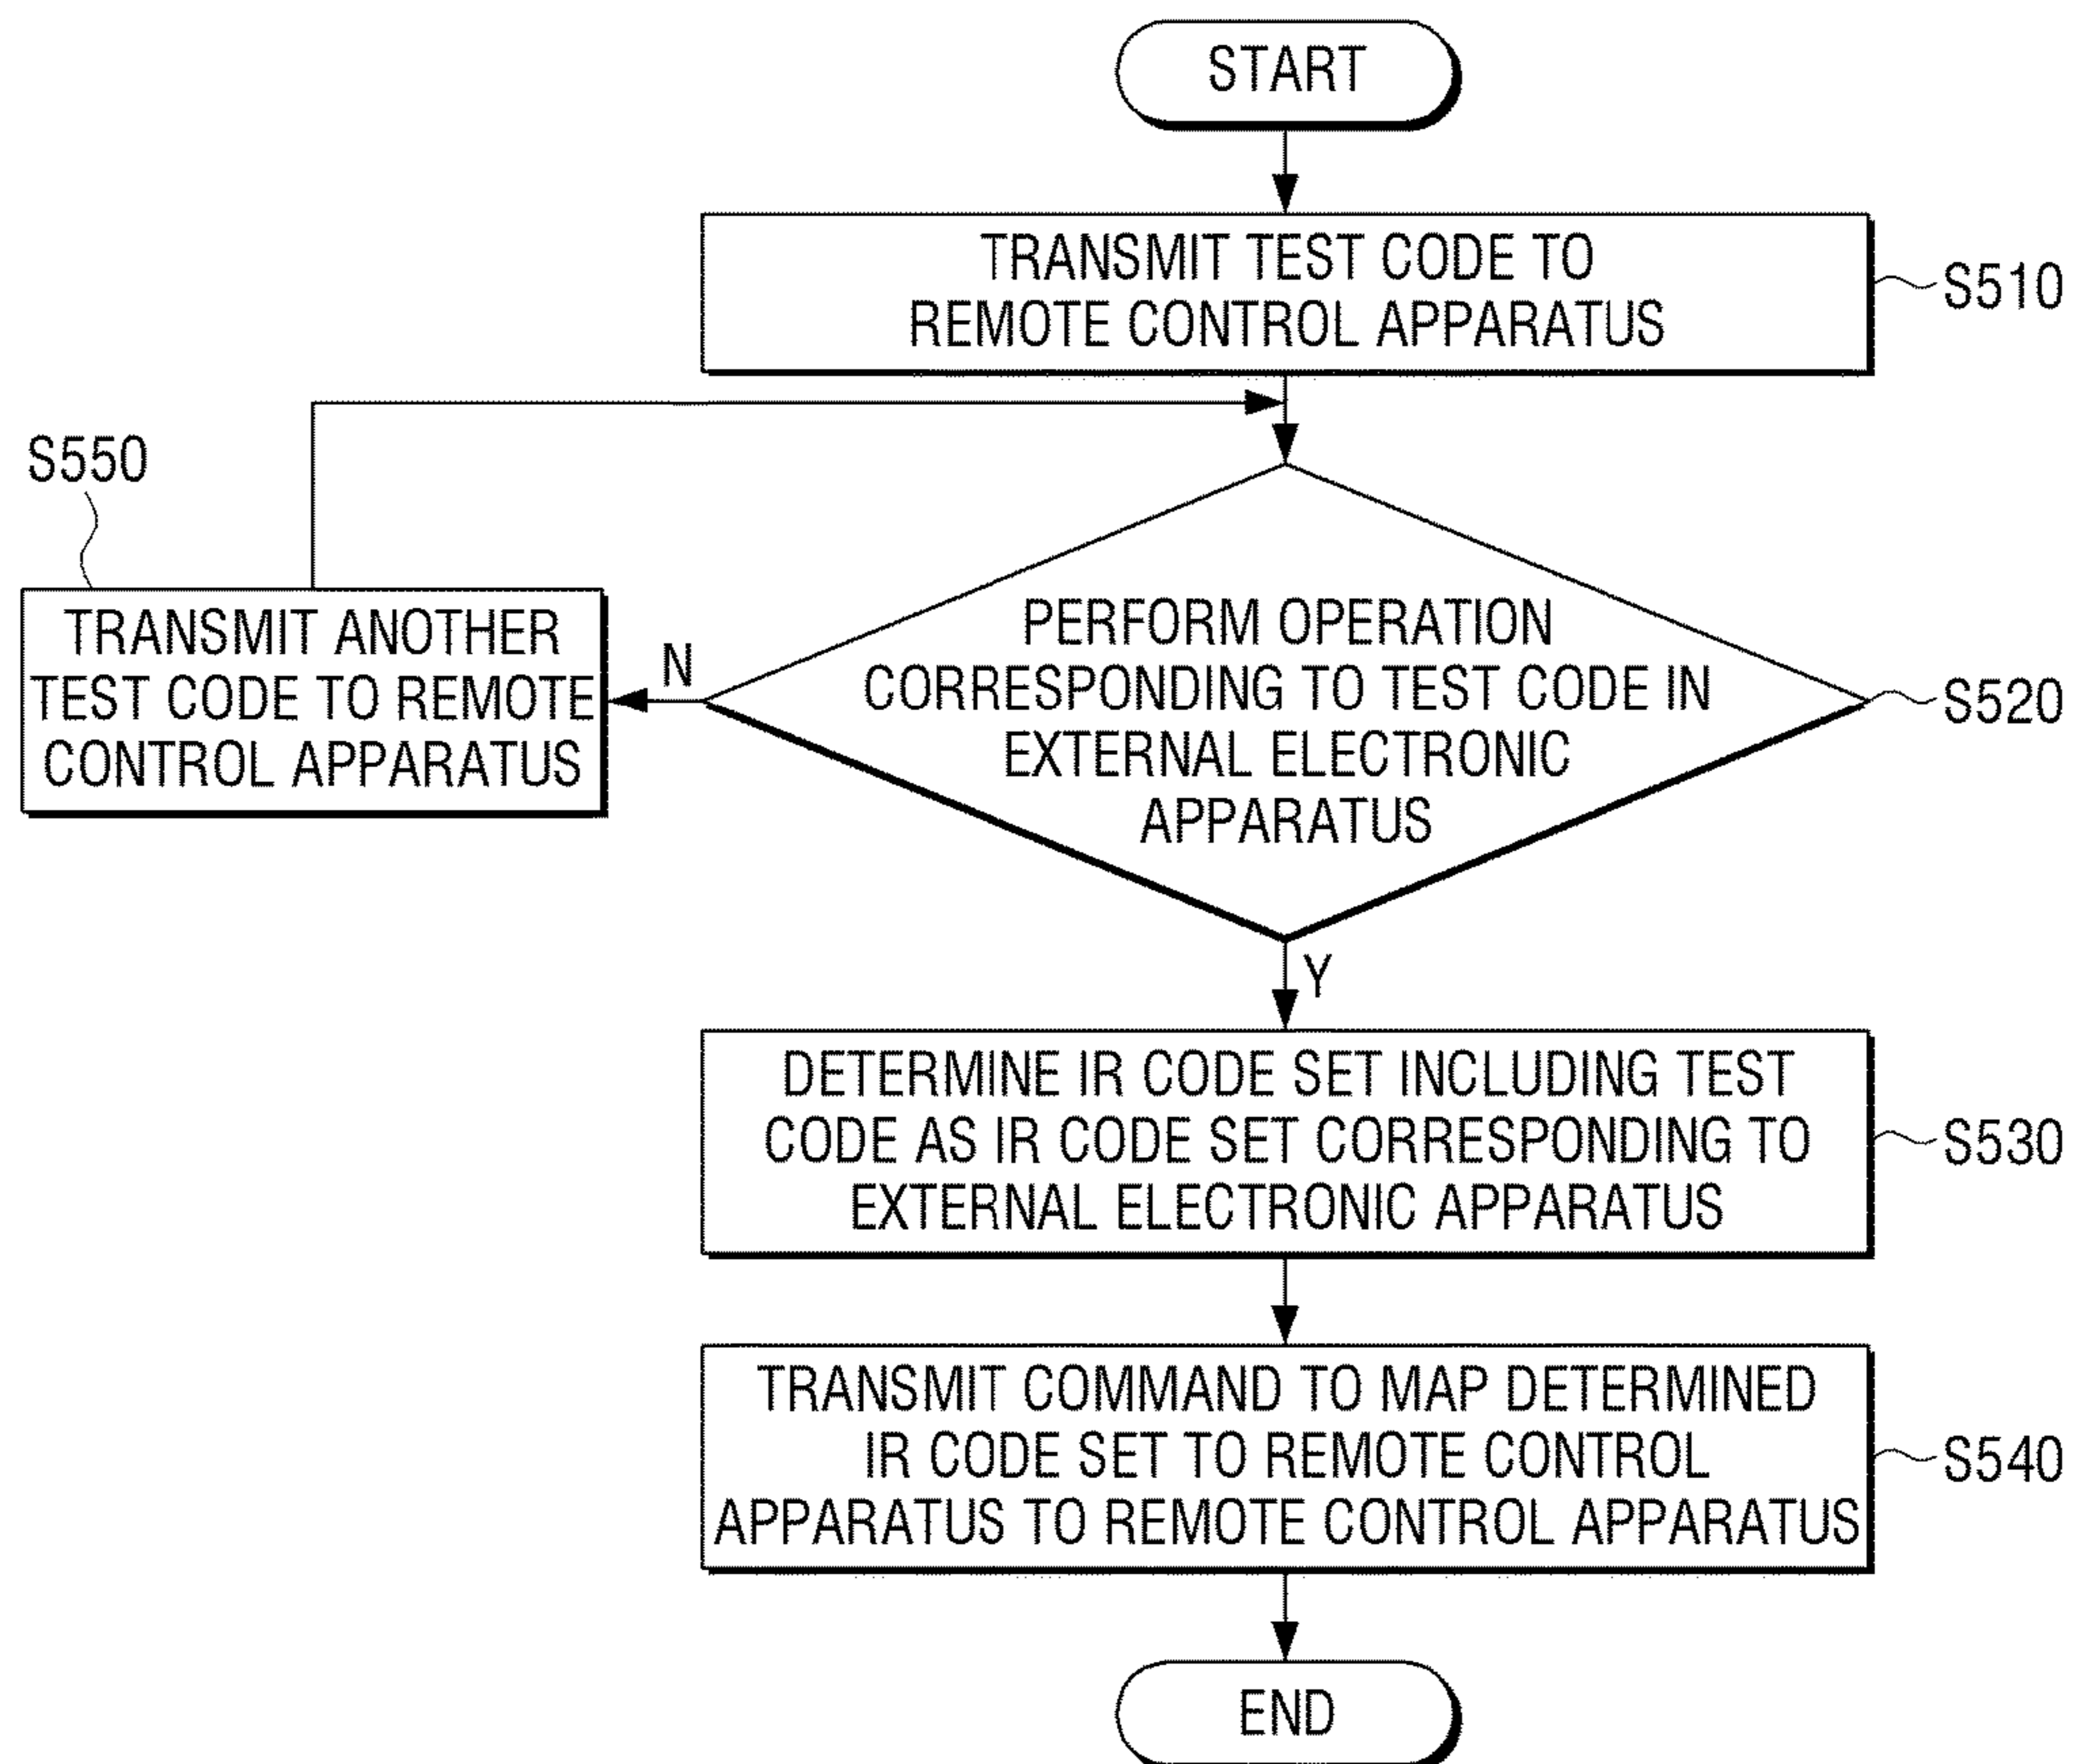 START
TRANSMIT TEST CODE TO
REMOTE CONTROL APPARATUS
S510
S550
TRANSMIT ANOTHER
TEST CODE TO REMOTE
CONTROL APPARATUS
N
PERFORM OPERATION
CORRESPONDING TO TEST CODE IN
EXTERNAL ELECTRONIC
APPARATUS
S520
Y
DETERMINE IR CODE SET INCLUDING TEST
CODE AS IR CODE SET CORRESPONDING TO
EXTERNAL ELECTRONIC APPARATUS
S530
TRANSMIT COMMAND TO MAP DETERMINED
IR CODE SET TO REMOTE CONTROL
APPARATUS TO REMOTE CONTROL APPARATUS
S540
END